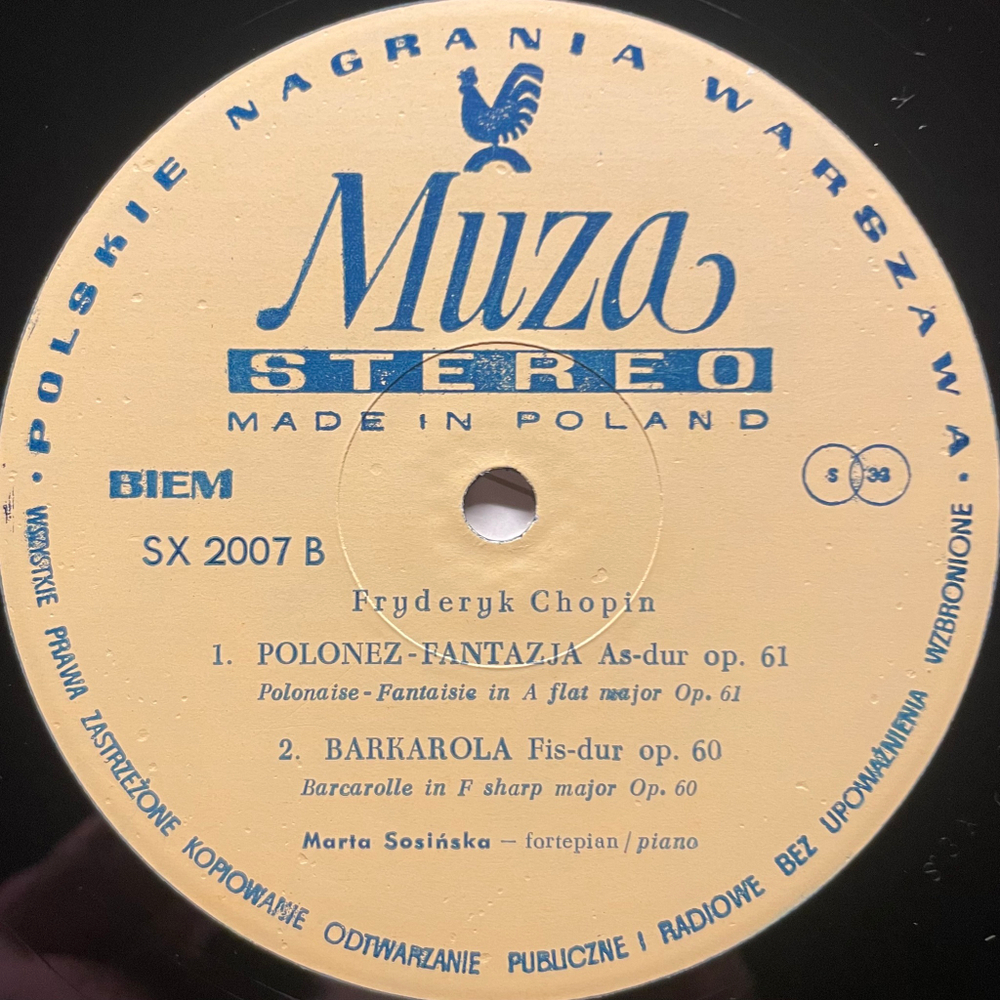 • POLSKIE NAGRANIA WARSZAWA •
Muza
STEREO
MADE IN POLAND
BIEM
S 33
SX 2007 B
Fryderyk Chopin
1. POLONEZ-FANTAZJA As-dur op. 61
Polonaise-Fantaisie in A flat major Op. 61
2. BARKAROLA Fis-dur op. 60
Barcarolle in F sharp major Op. 60
Marta Sosińska – fortepian / piano
WSZYSTKIE PRAWA ZASTRZEŻONE KOPIOWANIE ODTWARZANIE PUBLICZNE I RADIOWE BEZ UPOWAŻNIENIA WZBRONIONE